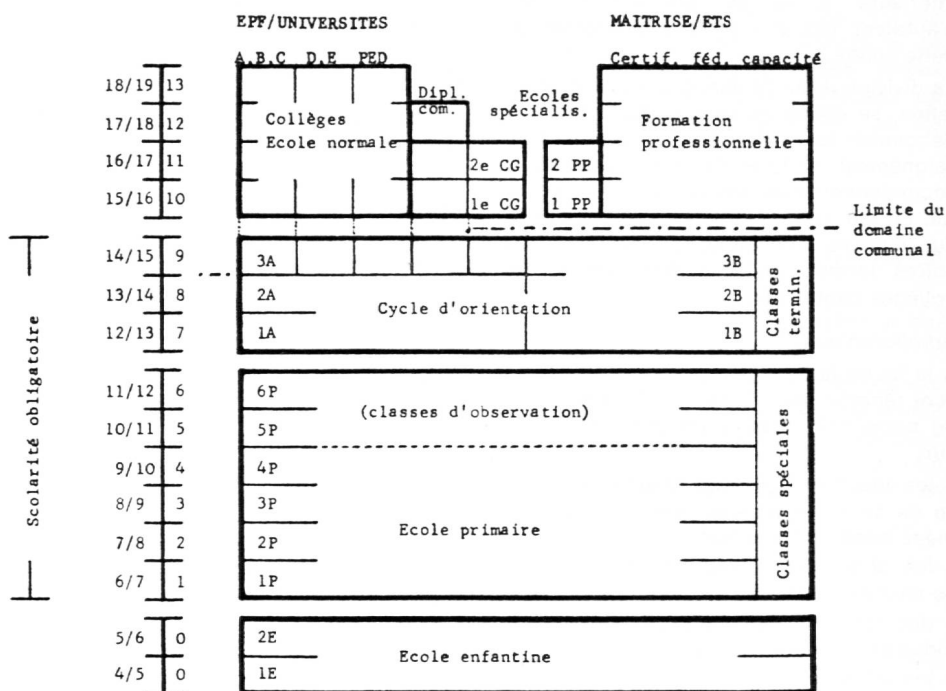 EPF/UNIVERSITES MAITRISE/ETS
A.B.C D.E PED Certif. féd. capacité
18/19 13
Dipl. com.
Ecoles spécialis.
17/18 12
Collèges
Ecole normale
Formation
professionnelle
16/17 11 2e CG 2 PP
15/16 10 1e CG 1 PP
Limite du
domaine
communal
14/15 9 3A 3B
13/14 8 2A Cycle d'orientation 2B
12/13 7 1A 1B
Classes
termin.
Scolarité obligatoire
11/12 6 6P (classes d'observation)
10/11 5 5P
9/10 4 4P
8/9 3 3P
Ecole primaire
7/8 2 2P
6/7 1 1P
Classes spéciales
5/6 0 2E
Ecole enfantine
4/5 0 1E